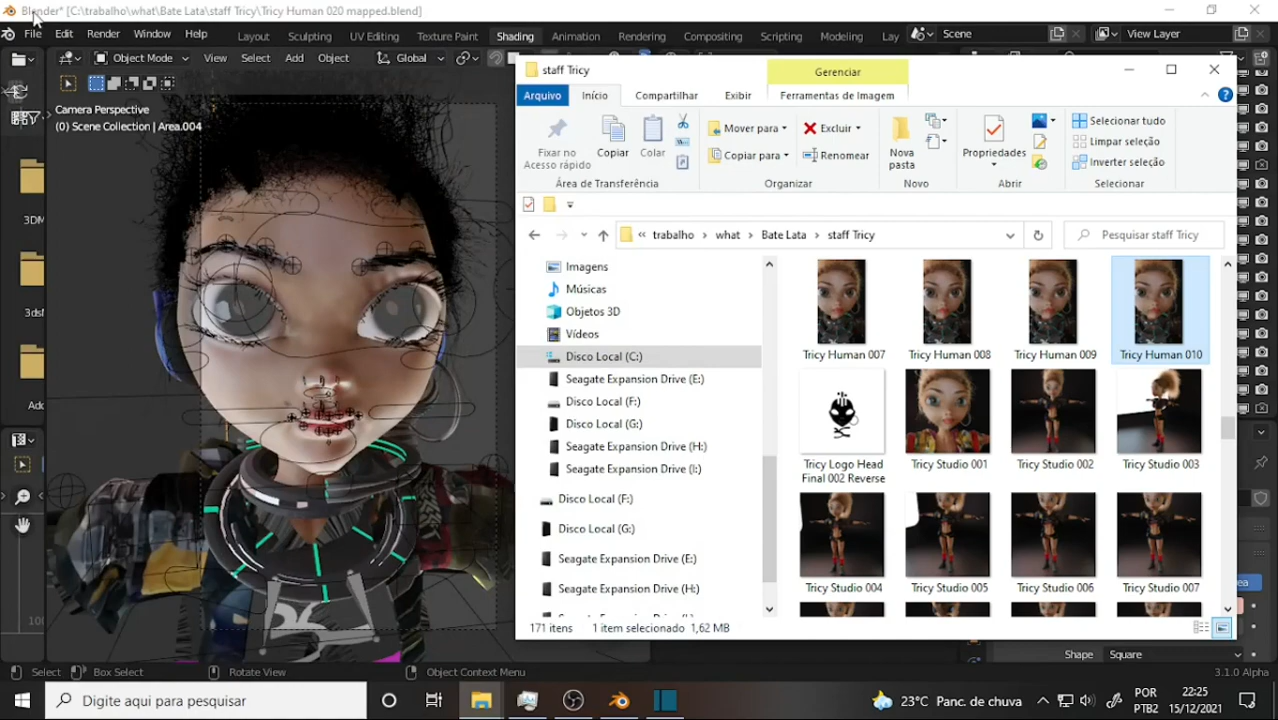 Blender* [C:\trabalho\what\Bate Lata\staff Tricy\Tricy Human 020 mapped.blend]
File Edit Render Window Help
Layout Sculpting UV Editing Texture Paint Shading Animation Rendering Compositing Scripting Modeling Lay
Scene
View Layer
Object Mode View Select Add Object Global
Camera Perspective
(0) Scene Collection | Area.004
3DM
3ds
Ado
staff Tricy
Gerenciar
Arquivo Início Compartilhar Exibir Ferramentas de Imagem
Fixar no
Acesso rápido
Copiar
Colar
Área de Transferência
Mover para
Copiar para
Excluir
Renomear
Organizar
Nova
pasta
Novo
Propriedades
Abrir
Selecionar tudo
Limpar seleção
Inverter seleção
Selecionar
« trabalho > what > Bate Lata > staff Tricy
Pesquisar staff Tricy
Imagens
Músicas
Objetos 3D
Vídeos
Disco Local (C:)
Seagate Expansion Drive (E:)
Disco Local (F:)
Disco Local (G:)
Seagate Expansion Drive (H:)
Seagate Expansion Drive (I:)
Disco Local (F:)
Disco Local (G:)
Seagate Expansion Drive (E:)
Seagate Expansion Drive (H:)
Tricy Human 007
Tricy Human 008
Tricy Human 009
Tricy Human 010
Tricy Logo Head
Final 002 Reverse
Tricy Studio 001
Tricy Studio 002
Tricy Studio 003
Tricy Studio 004
Tricy Studio 005
Tricy Studio 006
Tricy Studio 007
171 itens 1 item selecionado 1,62 MB
Shape Square
Select Box Select Rotate View Object Context Menu
3.1.0 Alpha
Digite aqui para pesquisar
23°C Panc. de chuva
POR
PTB2
22:25
15/12/2021